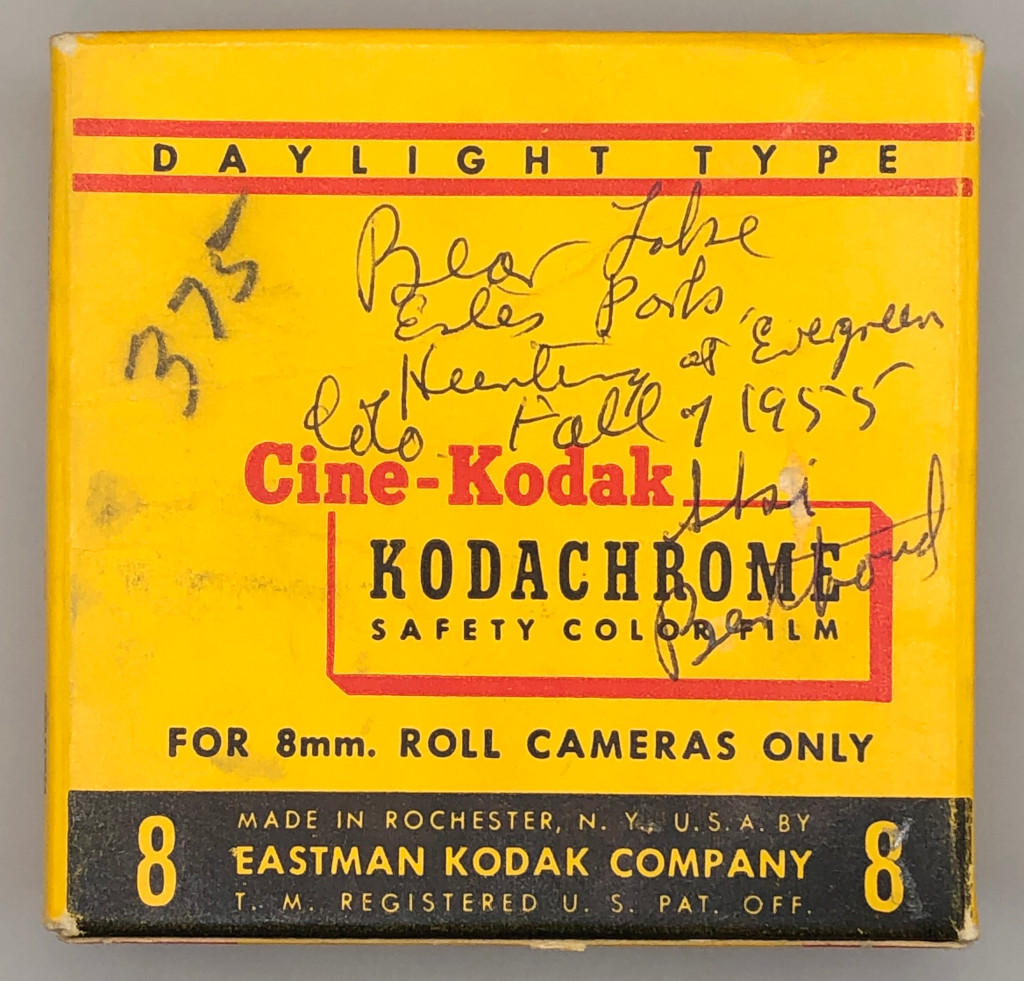 DAYLIGHT TYPE
375
Bear Lake
Estes Park
Hunting at Evergreen
Colo Fall of 1955
Cine-Kodak
Ski
KODACHROME
SAFETY COLOR FILM
FOR 8mm. ROLL CAMERAS ONLY
8 MADE IN ROCHESTER, N. Y., U.S.A. BY 8
EASTMAN KODAK COMPANY
T. M. REGISTERED U. S. PAT. OFF.